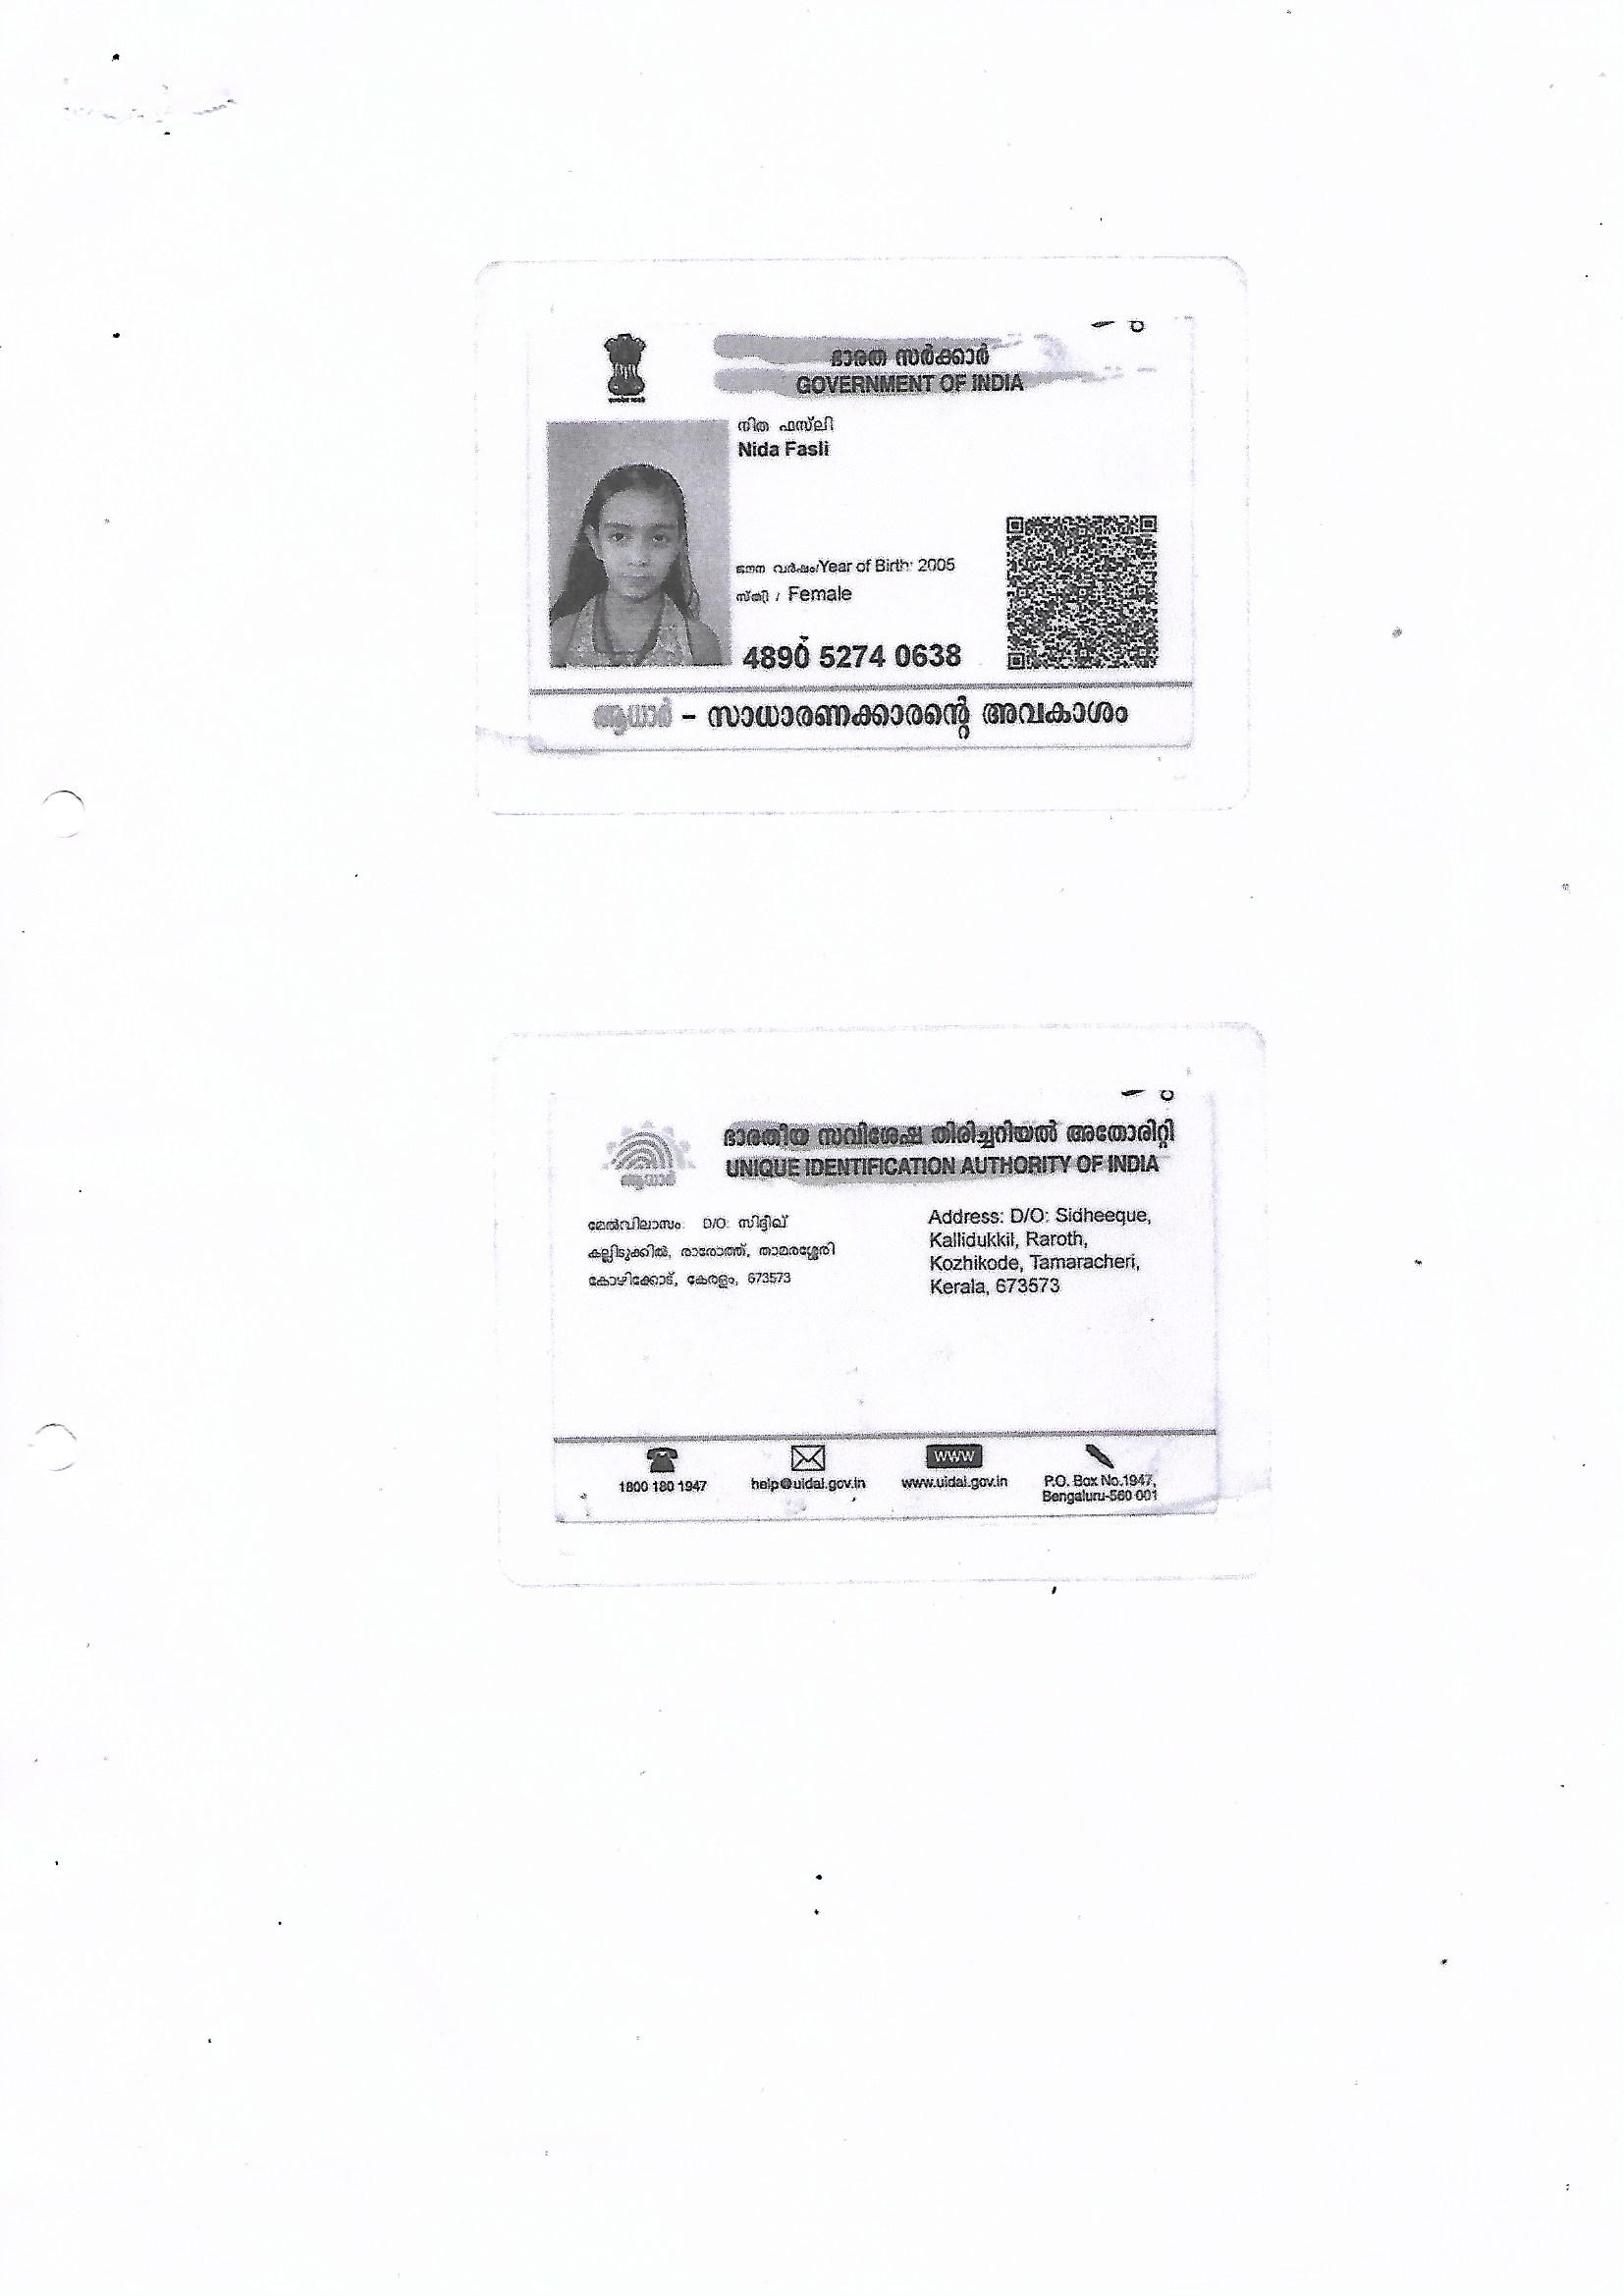 ഭാരത സർക്കാർ
GOVERNMENT OF INDIA
നിത ഫസ്‌ലി
Nida Fasli
ജനന വർഷം/Year of Birth: 2005
സ്ത്രീ / Female
4890 5274 0638
ആധാർ - സാധാരണക്കാരന്റെ അവകാശം
ഭാരതീയ സവിശേഷ തിരിച്ചറിയൽ അതോരിറ്റി
UNIQUE IDENTIFICATION AUTHORITY OF INDIA
ആധാർ
മേൽവിലാസം: D/O: സിദ്ദീഖ്
കല്ലിടുക്കിൽ, രാരോത്ത്, താമരശ്ശേരി
കോഴിക്കോട്, കേരളം, 673573
Address: D/O: Sidheeque,
Kallidukkil, Raroth,
Kozhikode, Tamaracheri,
Kerala, 673573
WWW
1800 180 1947
help@uidai.gov.in
www.uidai.gov.in
P.O. Box No.1947,
Bengaluru-560 001